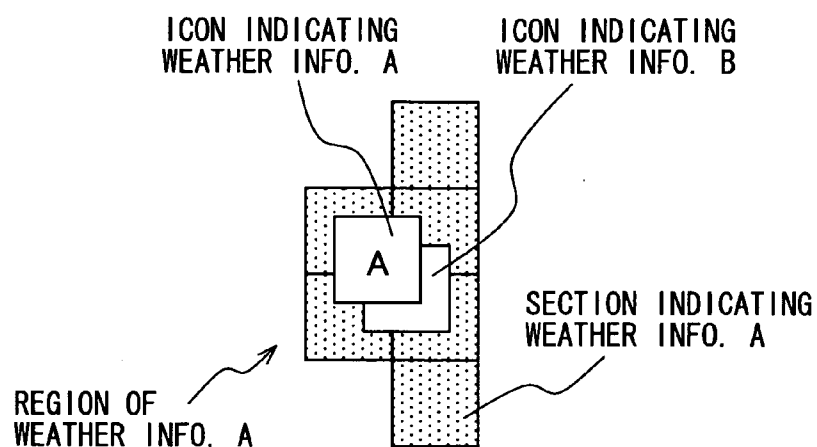 ICON INDICATING
WEATHER INFO. A
ICON INDICATING
WEATHER INFO. B
A
SECTION INDICATING
WEATHER INFO. A
REGION OF
WEATHER INFO. A